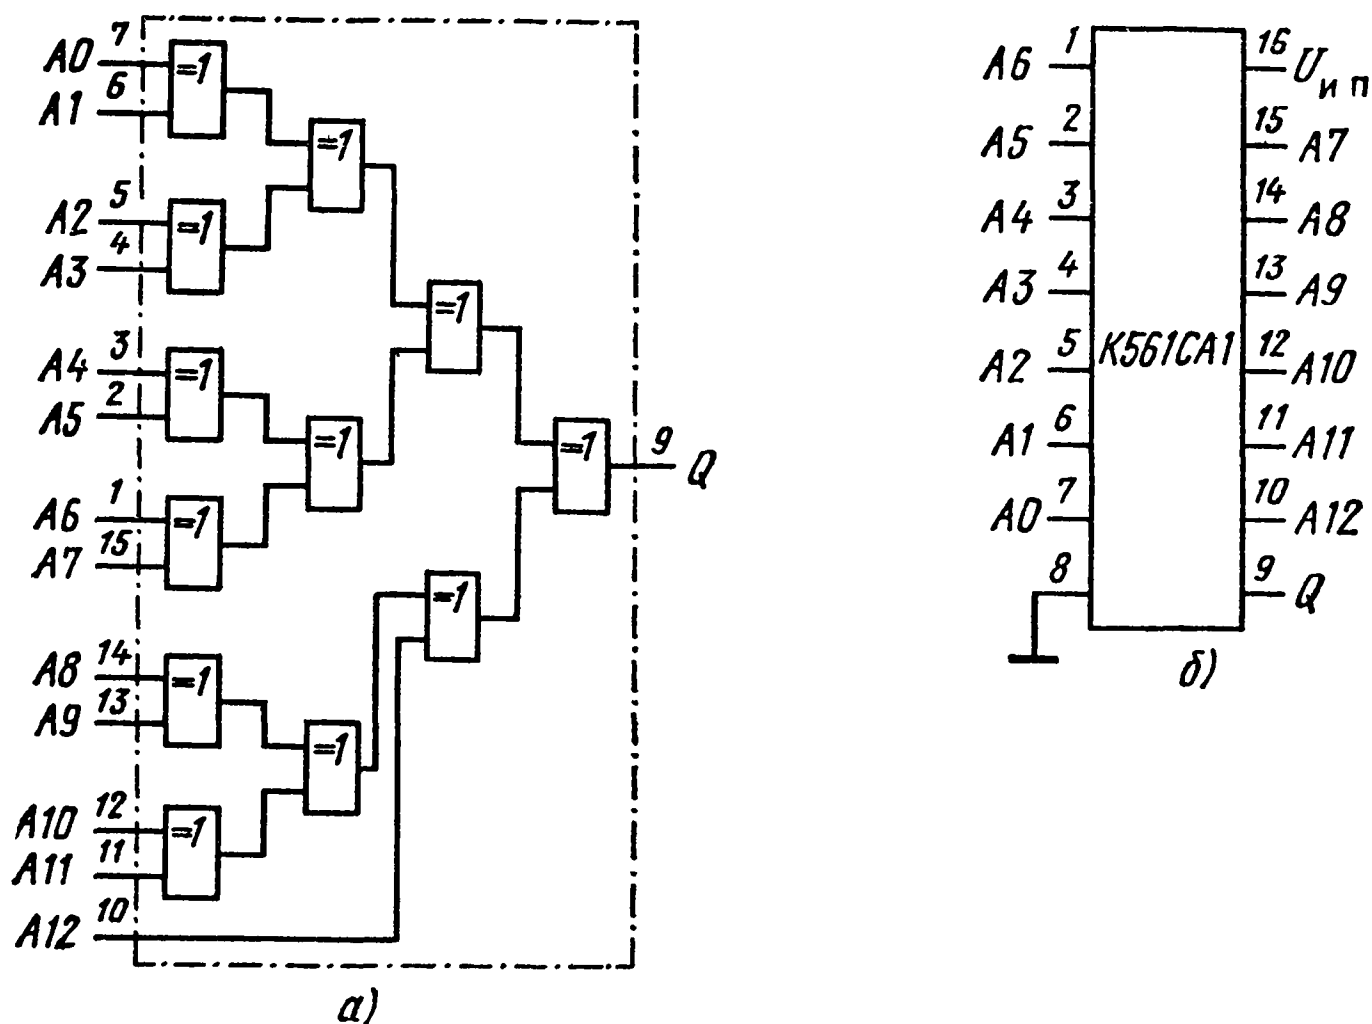 A0 7
=1
A1 6
=1
A2 5
=1
A3 4
=1
A4 3
=1
A5 2
=1
=1
9 Q
A6 1
=1
A7 15
=1
A8 14
=1
A9 13
=1
A10 12
=1
A11 11
A12 10
а)
A6 1
16 Uи п
A5 2
15 A7
A4 3
14 A8
A3 4
13 A9
A2 5
К561СА1
12 A10
A1 6
11 A11
A0 7
10 A12
8
9 Q
б)